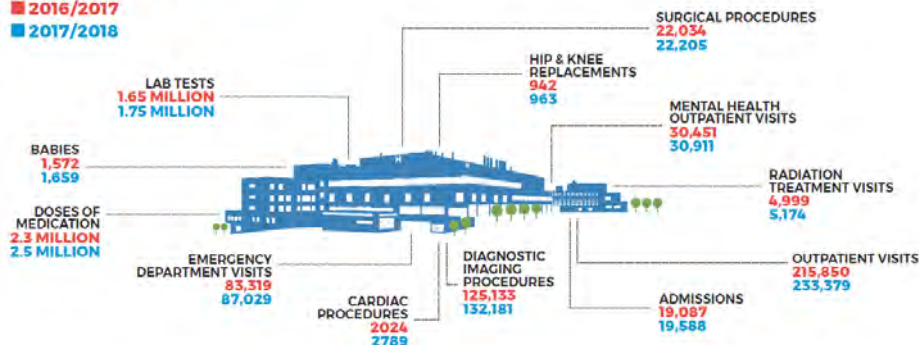 2016/2017
2017/2018
SURGICAL PROCEDURES
22,034
22,205
HIP & KNEE
REPLACEMENTS
942
963
LAB TESTS
1.65 MILLION
1.75 MILLION
MENTAL HEALTH
OUTPATIENT VISITS
30,451
30,911
BABIES
1,572
1,659
RADIATION
TREATMENT VISITS
4,999
5,174
DOSES OF
MEDICATION
2.3 MILLION
2.5 MILLION
EMERGENCY
DEPARTMENT VISITS
83,319
87,029
CARDIAC
PROCEDURES
2024
2789
DIAGNOSTIC
IMAGING
PROCEDURES
125,133
132,181
OUTPATIENT VISITS
215,850
233,379
ADMISSIONS
19,087
19,588